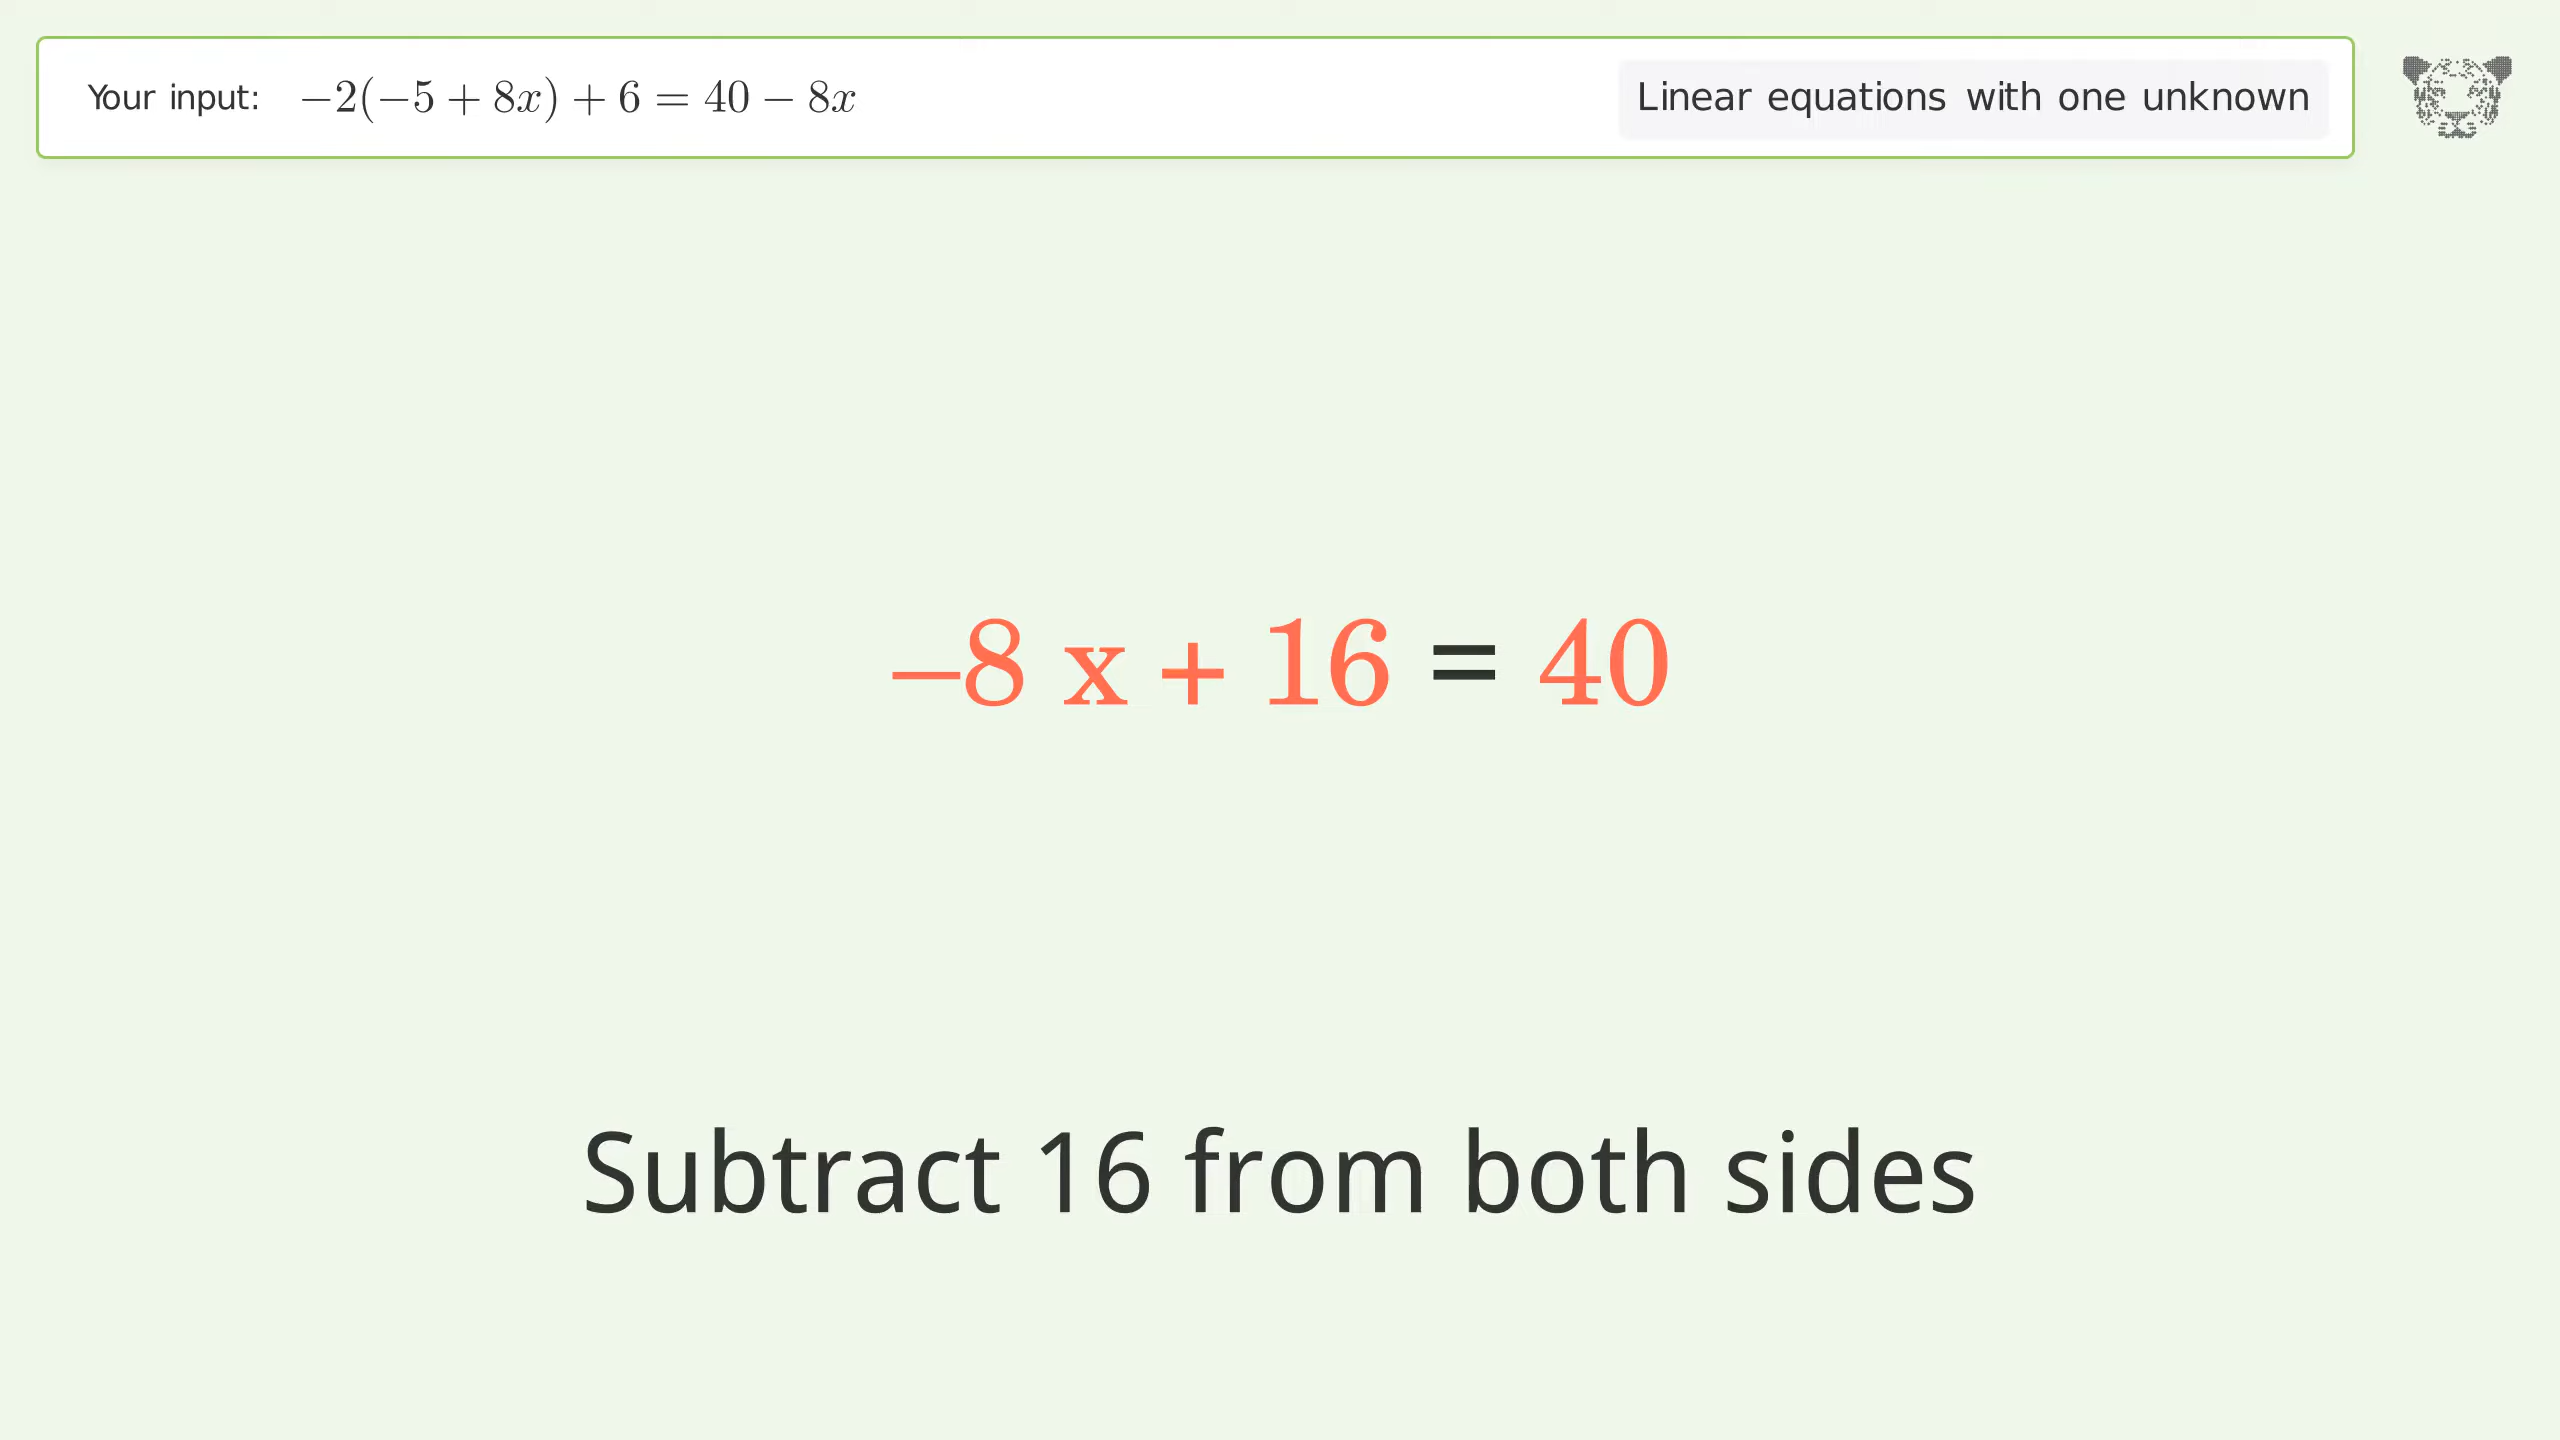 Your input: −2(−5 + 8x) + 6 = 40 − 8x
Linear equations with one unknown
−8 x + 16 = 40
Subtract 16 from both sides